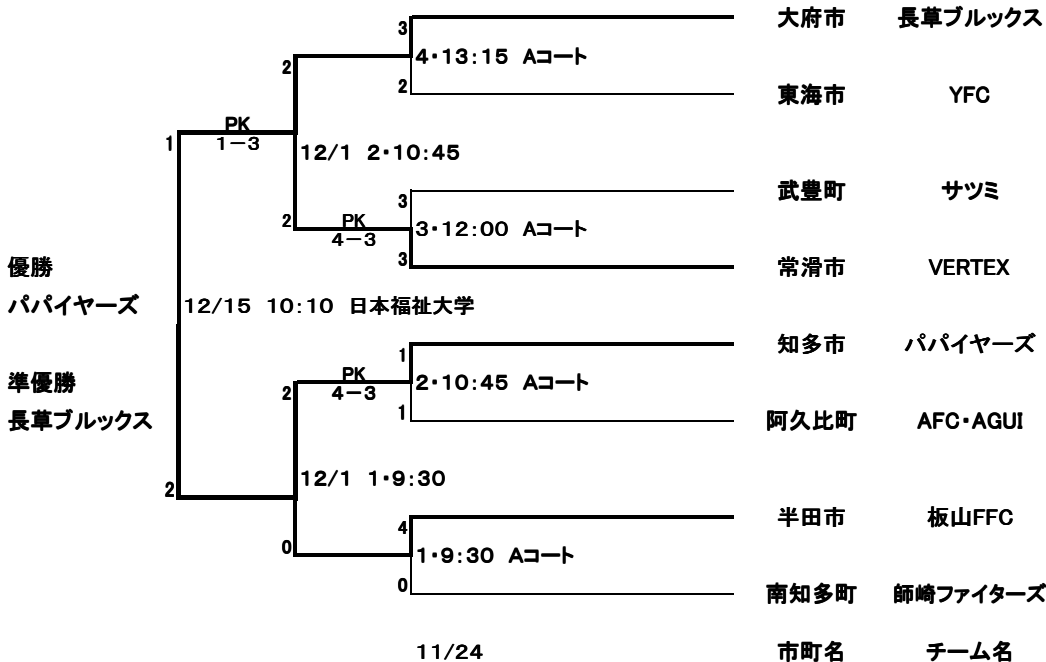 大府市 長草ブルックス
3
4・13:15 Aコート
2
2
東海市 YFC
PK
1 1－3
12/1 2・10:45
武豊町 サツミ
3
2 PK
4－3
3・12:00 Aコート
3
優勝
常滑市 VERTEX
パパイヤーズ
12/15 10:10 日本福祉大学
知多市 パパイヤーズ
1
準優勝
PK
2 4－3
2・10:45 Aコート
1
長草ブルックス
阿久比町 AFC・AGUI
12/1 1・9:30
2
半田市 板山FFC
4
0
1・9:30 Aコート
0
南知多町 師崎ファイターズ
11/24
市町名 チーム名